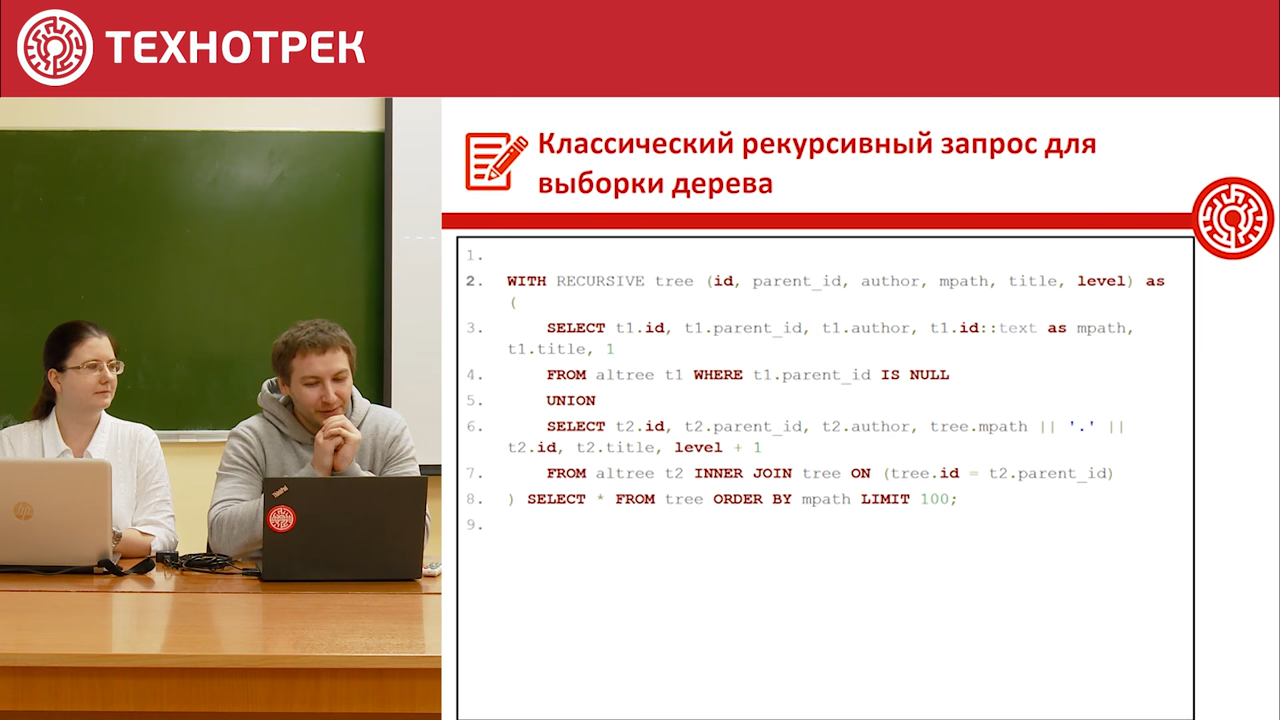 ТЕХНОТРЕК
Классический рекурсивный запрос для
выборки дерева
1.
2. WITH RECURSIVE tree (id, parent_id, author, mpath, title, level) as
(
3. SELECT t1.id, t1.parent_id, t1.author, t1.id::text as mpath,
t1.title, 1
4. FROM altree t1 WHERE t1.parent_id IS NULL
5. UNION
6. SELECT t2.id, t2.parent_id, t2.author, tree.mpath || '.' ||
t2.id, t2.title, level + 1
7. FROM altree t2 INNER JOIN tree ON (tree.id = t2.parent_id)
8. ) SELECT * FROM tree ORDER BY mpath LIMIT 100;
9.
hp
ThinkPad